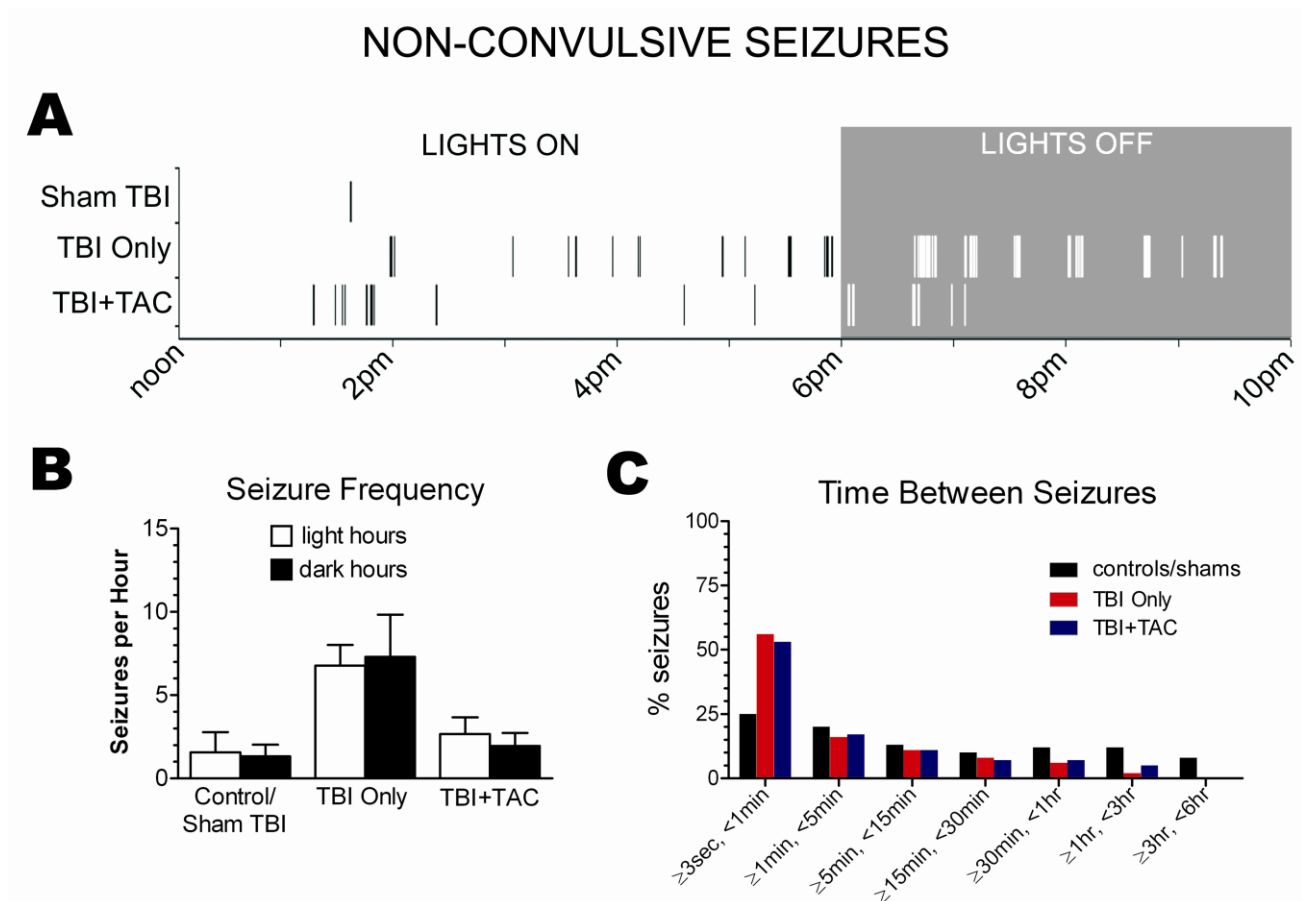 NON-CONVULSIVE SEIZURES
A
LIGHTS ON
LIGHTS OFF
Sham TBI
TBI Only
TBI+TAC
noon
2pm
4pm
6pm
8pm
10pm
B
Seizure Frequency
15
10
5
0
Seizures per Hour
light hours
dark hours
Control/
Sham TBI
TBI Only
TBI+TAC
C
Time Between Seizures
100
75
50
25
0
% seizures
controls/shams
TBI Only
TBI+TAC
≥3sec, <1min
≥1min, <5min
≥5min, <15min
≥15min, <30min
≥30min, <1hr
≥1hr, <3hr
≥3hr, <6hr